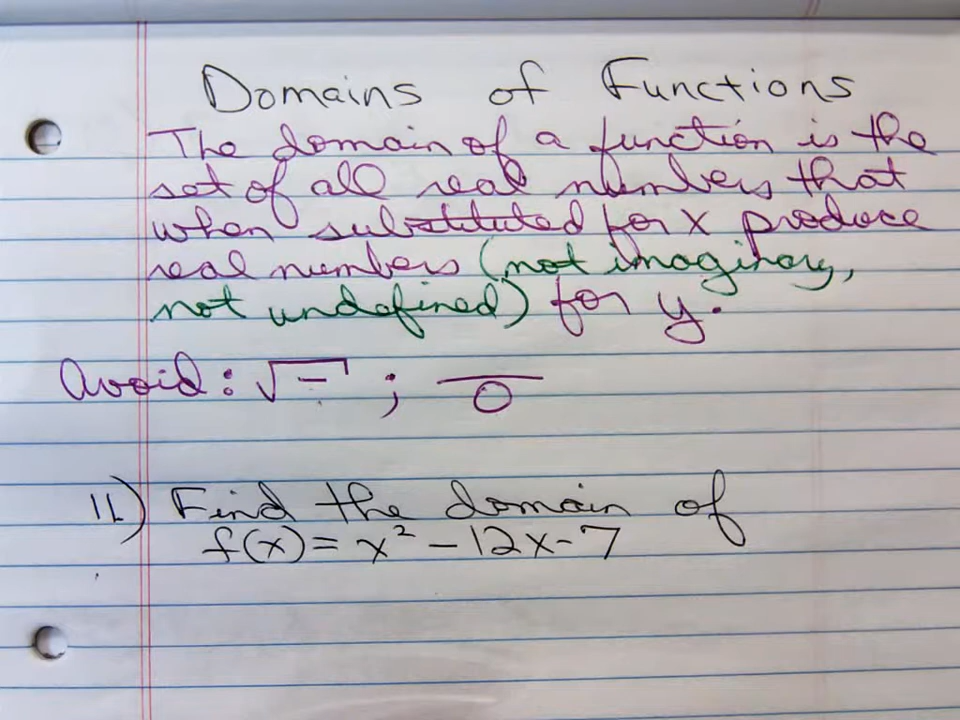 Domains of Functions
The domain of a function is the
set of all real numbers that
when substituted for x produce
real numbers (not imaginary,
not undefined) for y.
Avoid: √− ; —/0
11) Find the domain of
f(x) = x² − 12x - 7